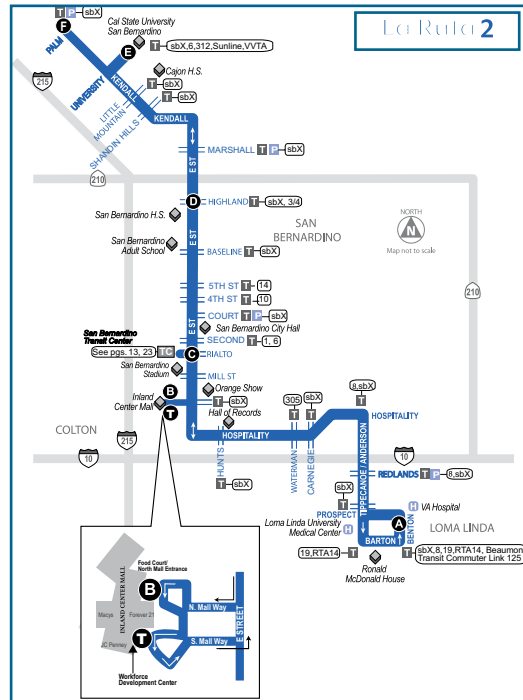 La Ruta 2
T P sbX
F
PALM
Cal State University
San Bernardino
E
T sbX,6,312,Sunline,VVTA
215
UNIVERSITY
KENDALL
Cajon H.S.
T sbX
T sbX
LITTLE
MOUNTAIN
SHANDIN HILLS
KENDALL
E ST
MARSHALL T P sbX
210
D
HIGHLAND T sbX, 3/4
San Bernardino H.S.
SAN
BERNARDINO
NORTH
N
Map not to scale
San Bernardino
Adult School
E ST
BASELINE T sbX
210
5TH ST T 14
4TH ST T 10
COURT T P sbX
San Bernardino City Hall
E ST
SECOND T 1, 6
San Bernardino
Transit Center
See pgs. 13, 23 TC
C
RIALTO
San Bernardino
Stadium
MILL ST
B
Orange Show
T sbX
Inland
Center Mall
T
Hall of Records
305
T
sbX
T
8,sbX
T
HOSPITALITY
COLTON
215
HOSPITALITY
10
10
HUNTS
T sbX
WATERMAN
CARNEGIE
TIPPECANOE / ANDERSON
REDLANDS T P 8,sbX
sbX
T
PROSPECT
H VA Hospital
Loma Linda University
Medical Center
H
A
BENTON
LOMA LINDA
BARTON
19,RTA14 T
T sbX,8,19,RTA14, Beaumon
Transit Commuter Link 125
Ronald
McDonald House
Food Court/
North Mall Entrance
B
INLAND CENTER MALL
Macys
Forever 21
N. Mall Way
T
S. Mall Way
E STREET
JC Penney
Workforce
Development Center